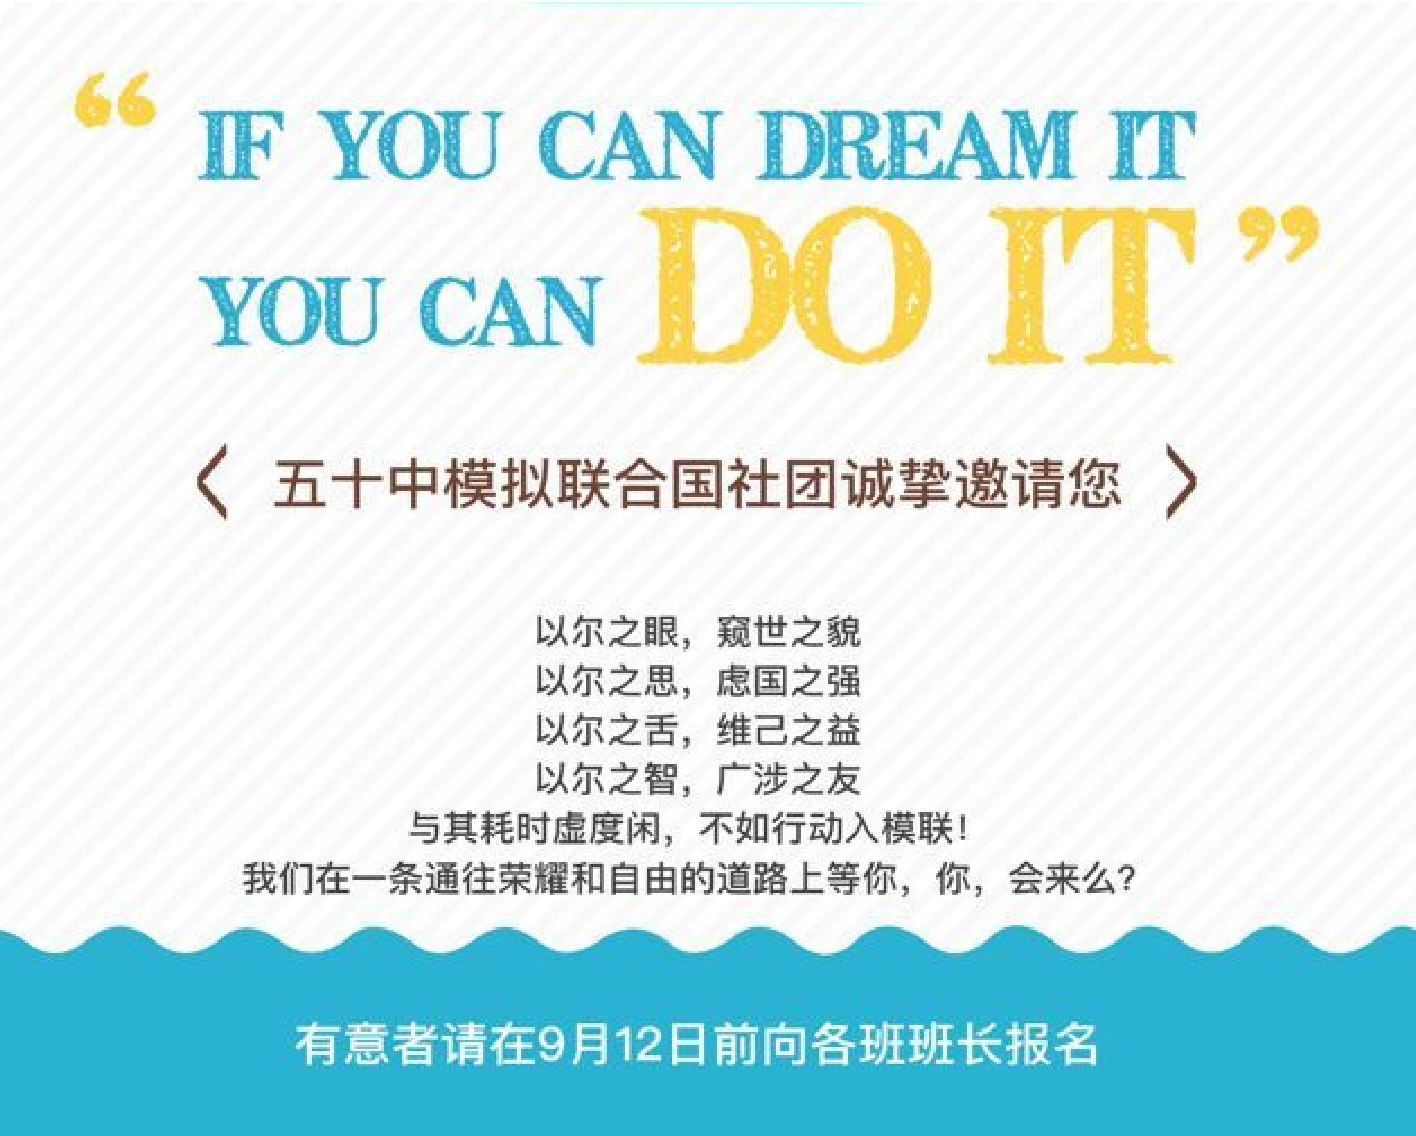 “ IF YOU CAN DREAM IT
YOU CAN DO IT ”
〈 五十中模拟联合国社团诚挚邀请您 〉
以尔之眼，窥世之貌
以尔之思，虑国之强
以尔之舌，维己之益
以尔之智，广涉之友
与其耗时虚度闲，不如行动入模联！
我们在一条通往荣耀和自由的道路上等你，你，会来么？
有意者请在9月12日前向各班班长报名